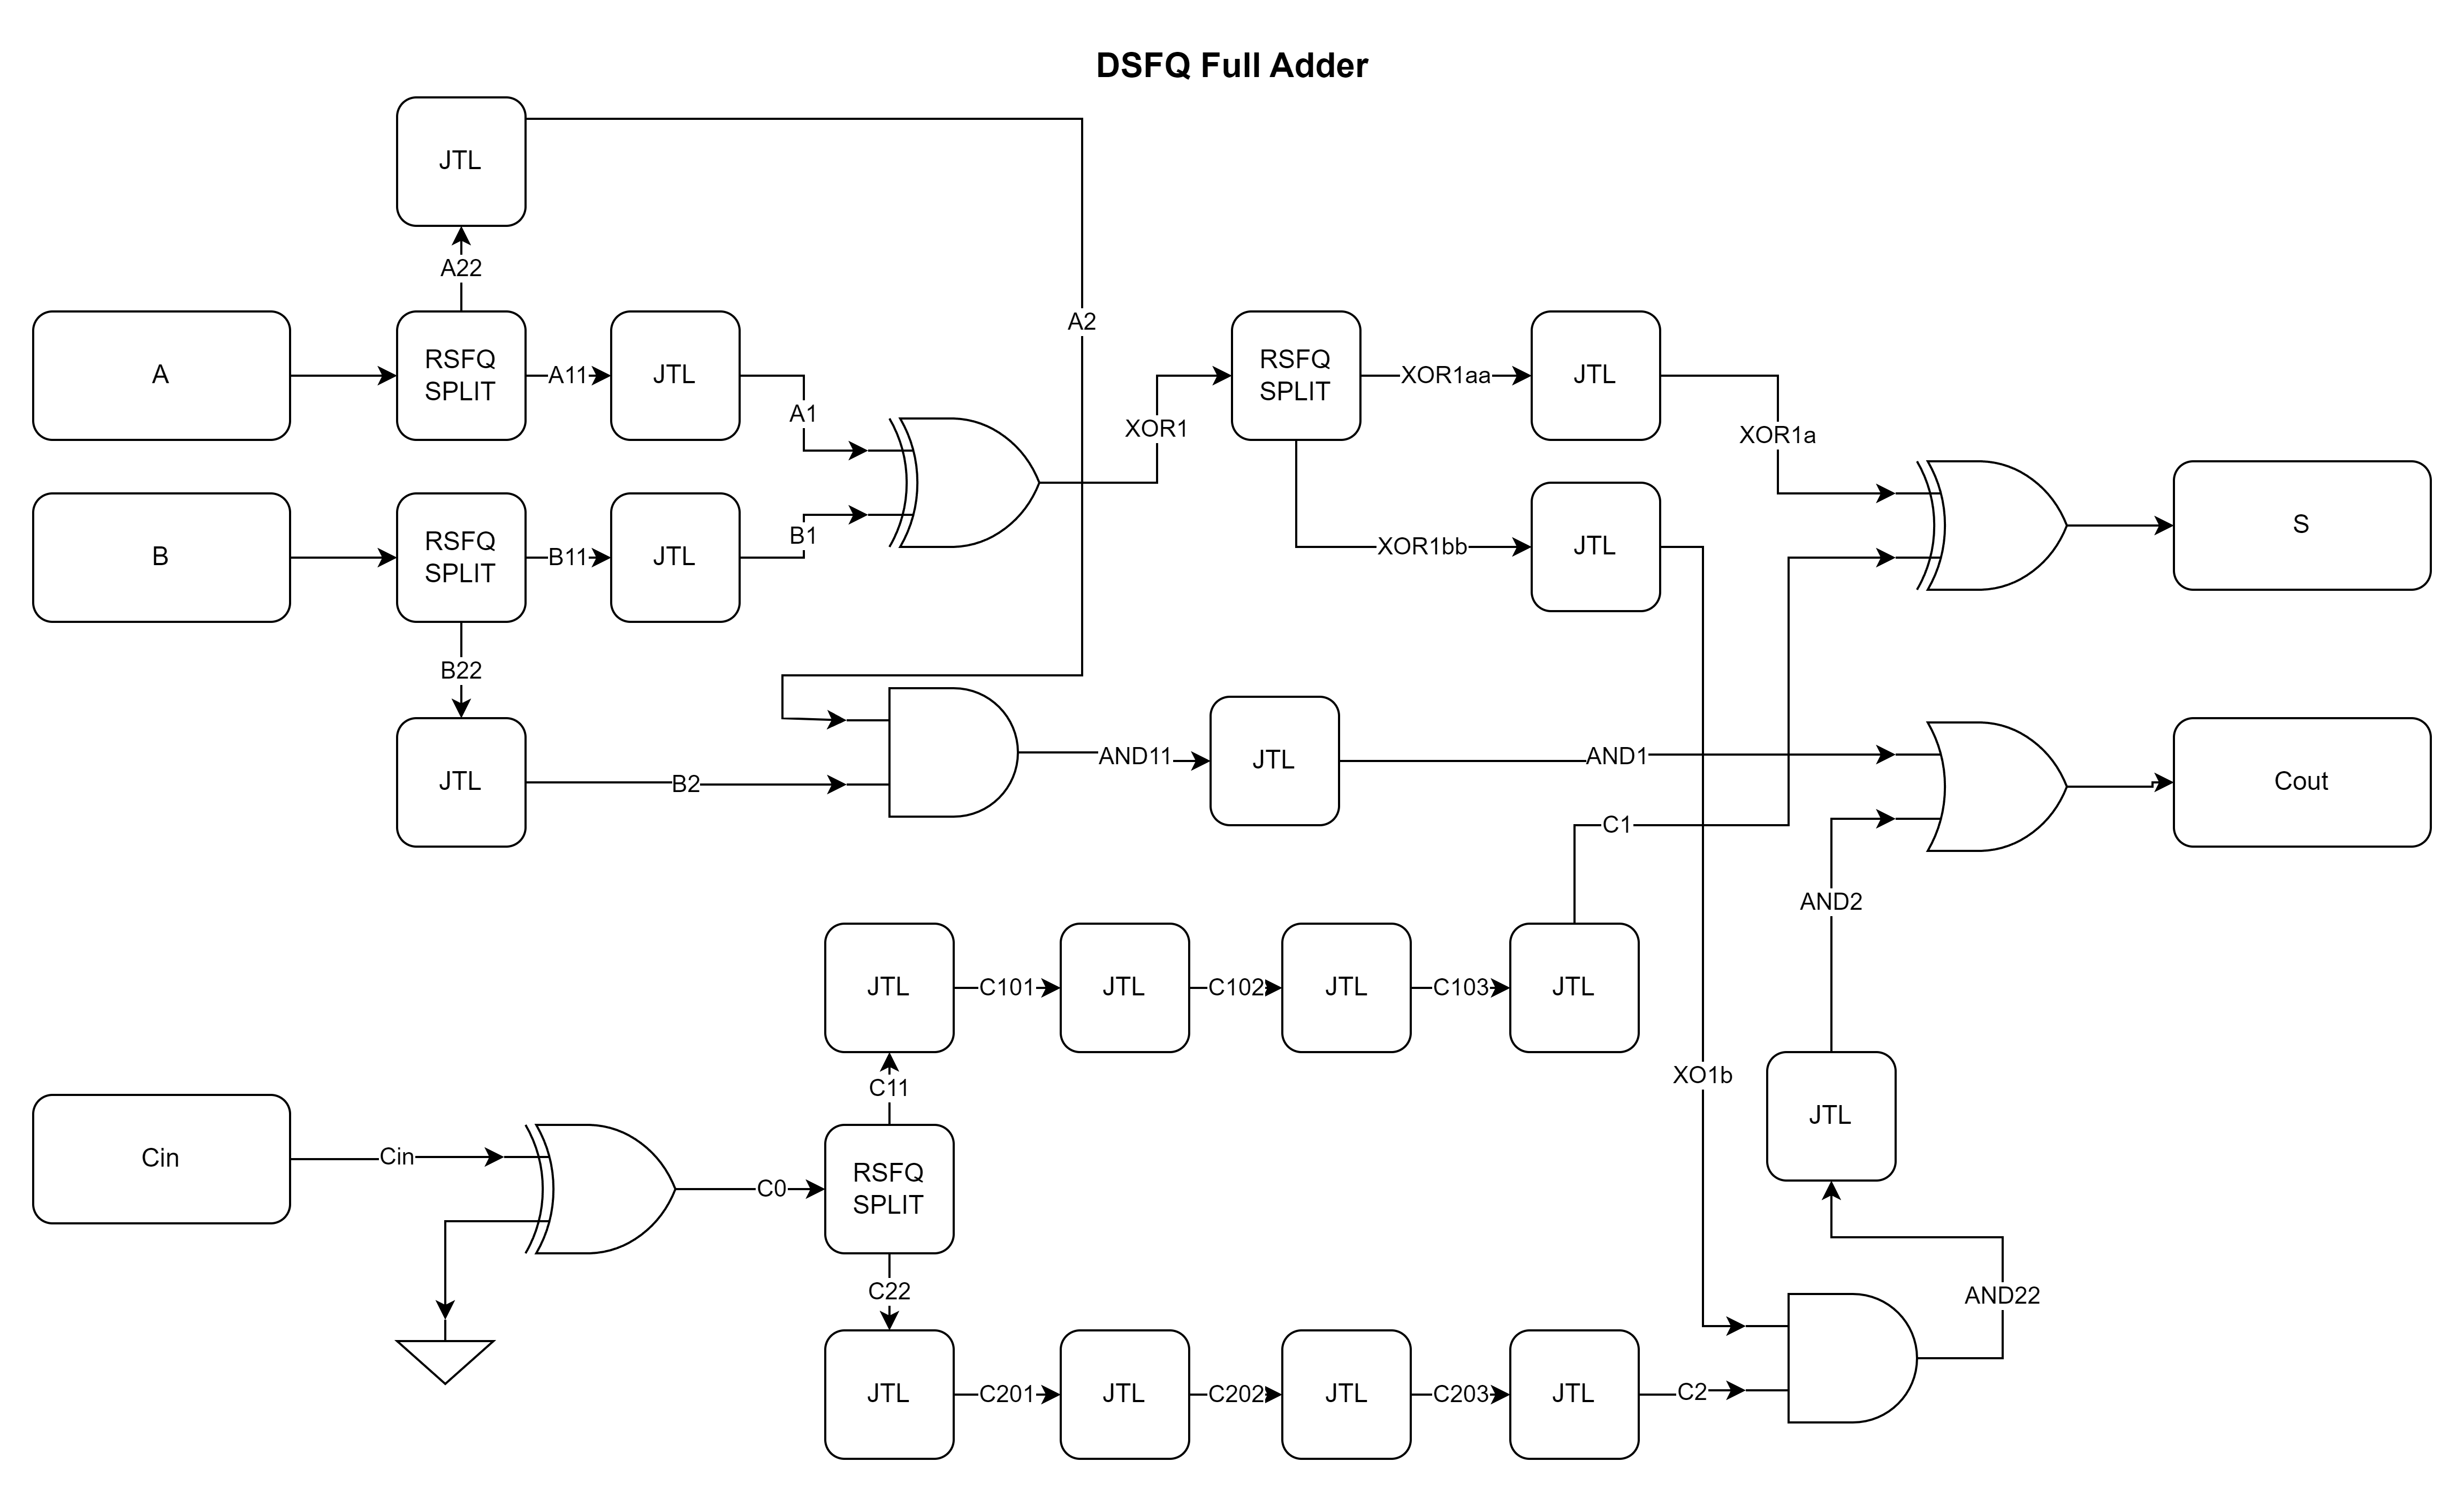 DSFQ Full Adder
JTL
A22
A2
A
RSFQ
SPLIT
A11
JTL
A1
XOR1
RSFQ
SPLIT
XOR1aa
JTL
XOR1a
B
RSFQ
SPLIT
B11
JTL
B1
XOR1bb
JTL
S
B22
JTL
B2
AND11
JTL
AND1
Cout
C1
AND2
JTL
C101
JTL
C102
JTL
C103
JTL
C11
XO1b
JTL
Cin
Cin
C0
RSFQ
SPLIT
C22
AND22
JTL
C201
JTL
C202
JTL
C203
JTL
C2